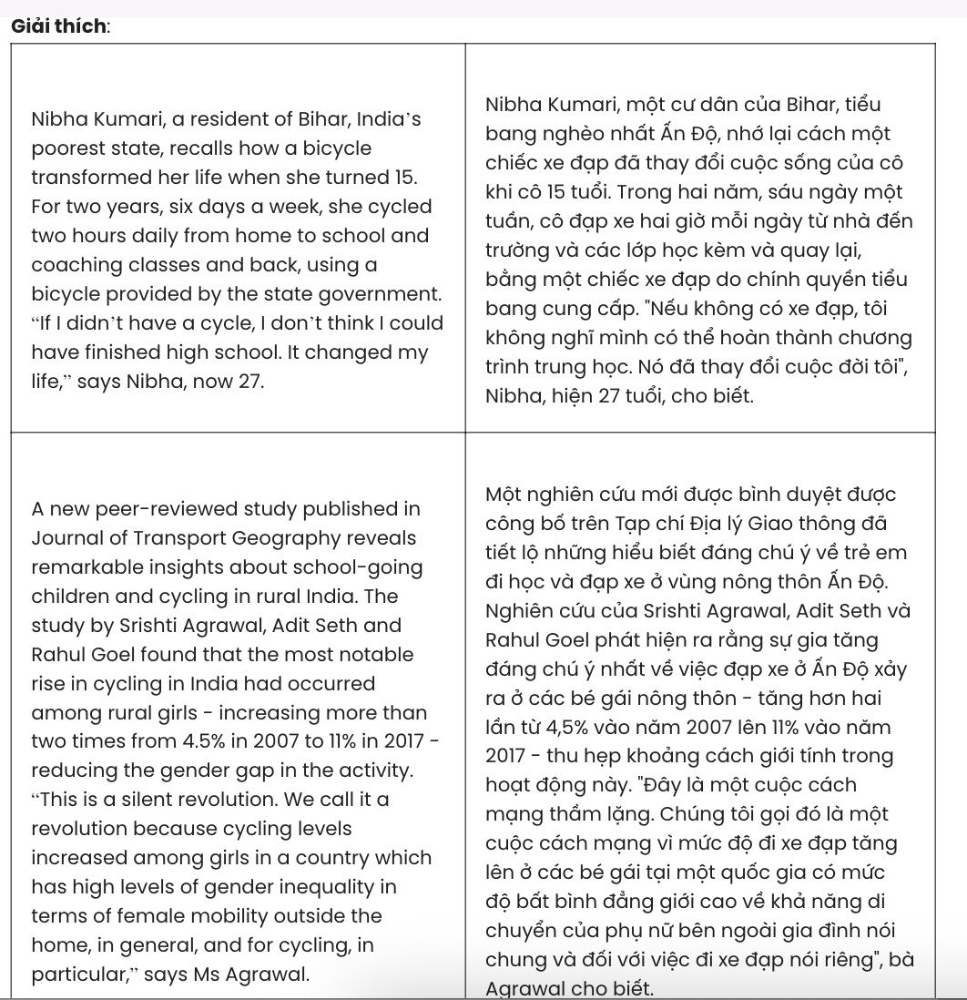 Giải thích:
Nibha Kumari, a resident of Bihar, India’s
poorest state, recalls how a bicycle
transformed her life when she turned 15.
For two years, six days a week, she cycled
two hours daily from home to school and
coaching classes and back, using a
bicycle provided by the state government.
“If I didn’t have a cycle, I don’t think I could
have finished high school. It changed my
life,” says Nibha, now 27.
Nibha Kumari, một cư dân của Bihar, tiểu
bang nghèo nhất Ấn Độ, nhớ lại cách một
chiếc xe đạp đã thay đổi cuộc sống của cô
khi cô 15 tuổi. Trong hai năm, sáu ngày một
tuần, cô đạp xe hai giờ mỗi ngày từ nhà đến
trường và các lớp học kèm và quay lại,
bằng một chiếc xe đạp do chính quyền tiểu
bang cung cấp. "Nếu không có xe đạp, tôi
không nghĩ mình có thể hoàn thành chương
trình trung học. Nó đã thay đổi cuộc đời tôi",
Nibha, hiện 27 tuổi, cho biết.
A new peer-reviewed study published in
Journal of Transport Geography reveals
remarkable insights about school-going
children and cycling in rural India. The
study by Srishti Agrawal, Adit Seth and
Rahul Goel found that the most notable
rise in cycling in India had occurred
among rural girls - increasing more than
two times from 4.5% in 2007 to 11% in 2017 -
reducing the gender gap in the activity.
“This is a silent revolution. We call it a
revolution because cycling levels
increased among girls in a country which
has high levels of gender inequality in
terms of female mobility outside the
home, in general, and for cycling, in
particular,” says Ms Agrawal.
Một nghiên cứu mới được bình duyệt được
công bố trên Tạp chí Địa lý Giao thông đã
tiết lộ những hiểu biết đáng chú ý về trẻ em
đi học và đạp xe ở vùng nông thôn Ấn Độ.
Nghiên cứu của Srishti Agrawal, Adit Seth và
Rahul Goel phát hiện ra rằng sự gia tăng
đáng chú ý nhất về việc đạp xe ở Ấn Độ xảy
ra ở các bé gái nông thôn - tăng hơn hai
lần từ 4,5% vào năm 2007 lên 11% vào năm
2017 - thu hẹp khoảng cách giới tính trong
hoạt động này. "Đây là một cuộc cách
mạng thầm lặng. Chúng tôi gọi đó là một
cuộc cách mạng vì mức độ đi xe đạp tăng
lên ở các bé gái tại một quốc gia có mức
độ bất bình đẳng giới cao về khả năng di
chuyển của phụ nữ bên ngoài gia đình nói
chung và đối với việc đi xe đạp nói riêng", bà
Agrawal cho biết.